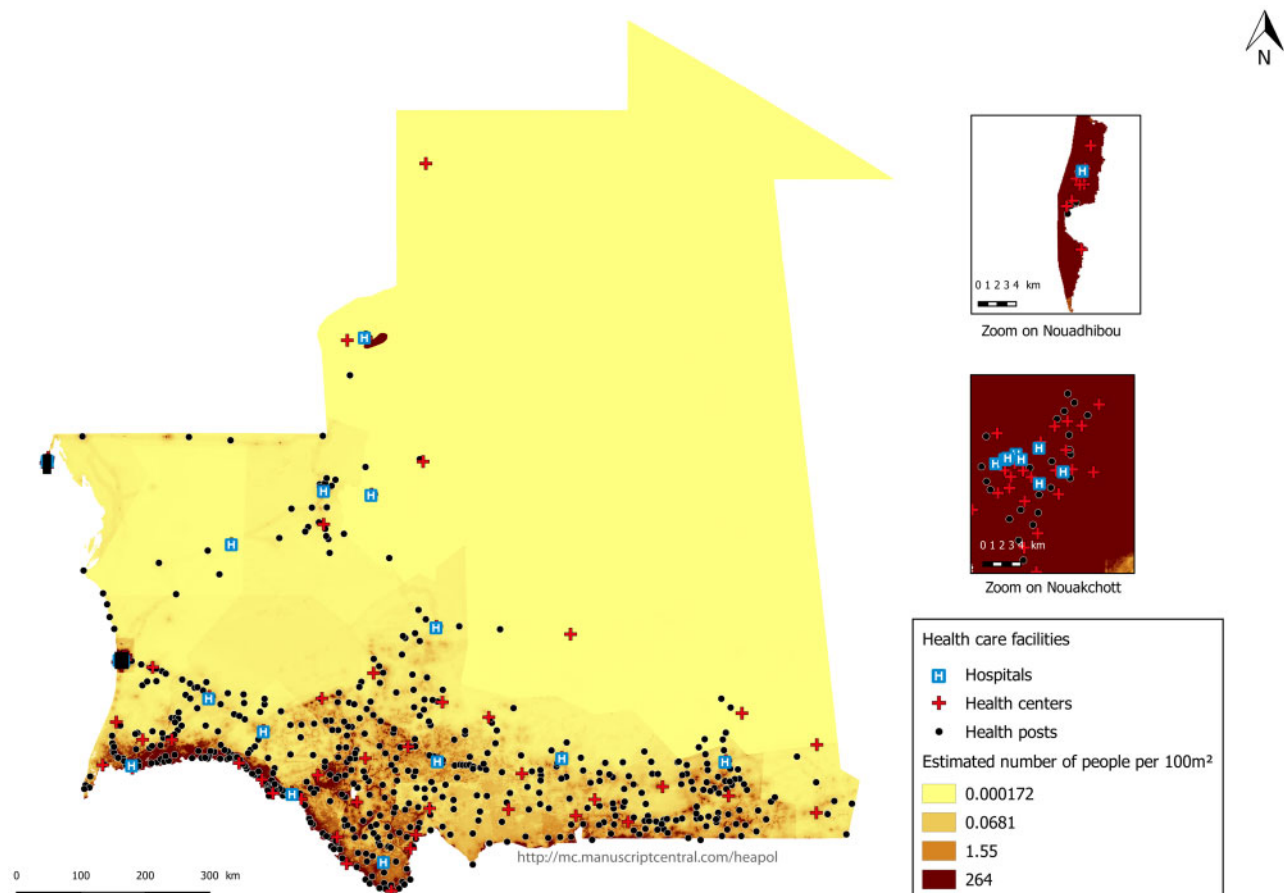 N
0 1 2 3 4 km
Zoom on Nouadhibou
0 1 2 3 4 km
Zoom on Nouakchott
Health care facilities
H Hospitals
Health centers
Health posts
Estimated number of people per 100m²
0.000172
0.0681
1.55
264
http://mc.manuscriptcentral.com/heapol
0 100 200 300 km
H
H
H
H
H
H
H
H
H
H
H
H
H